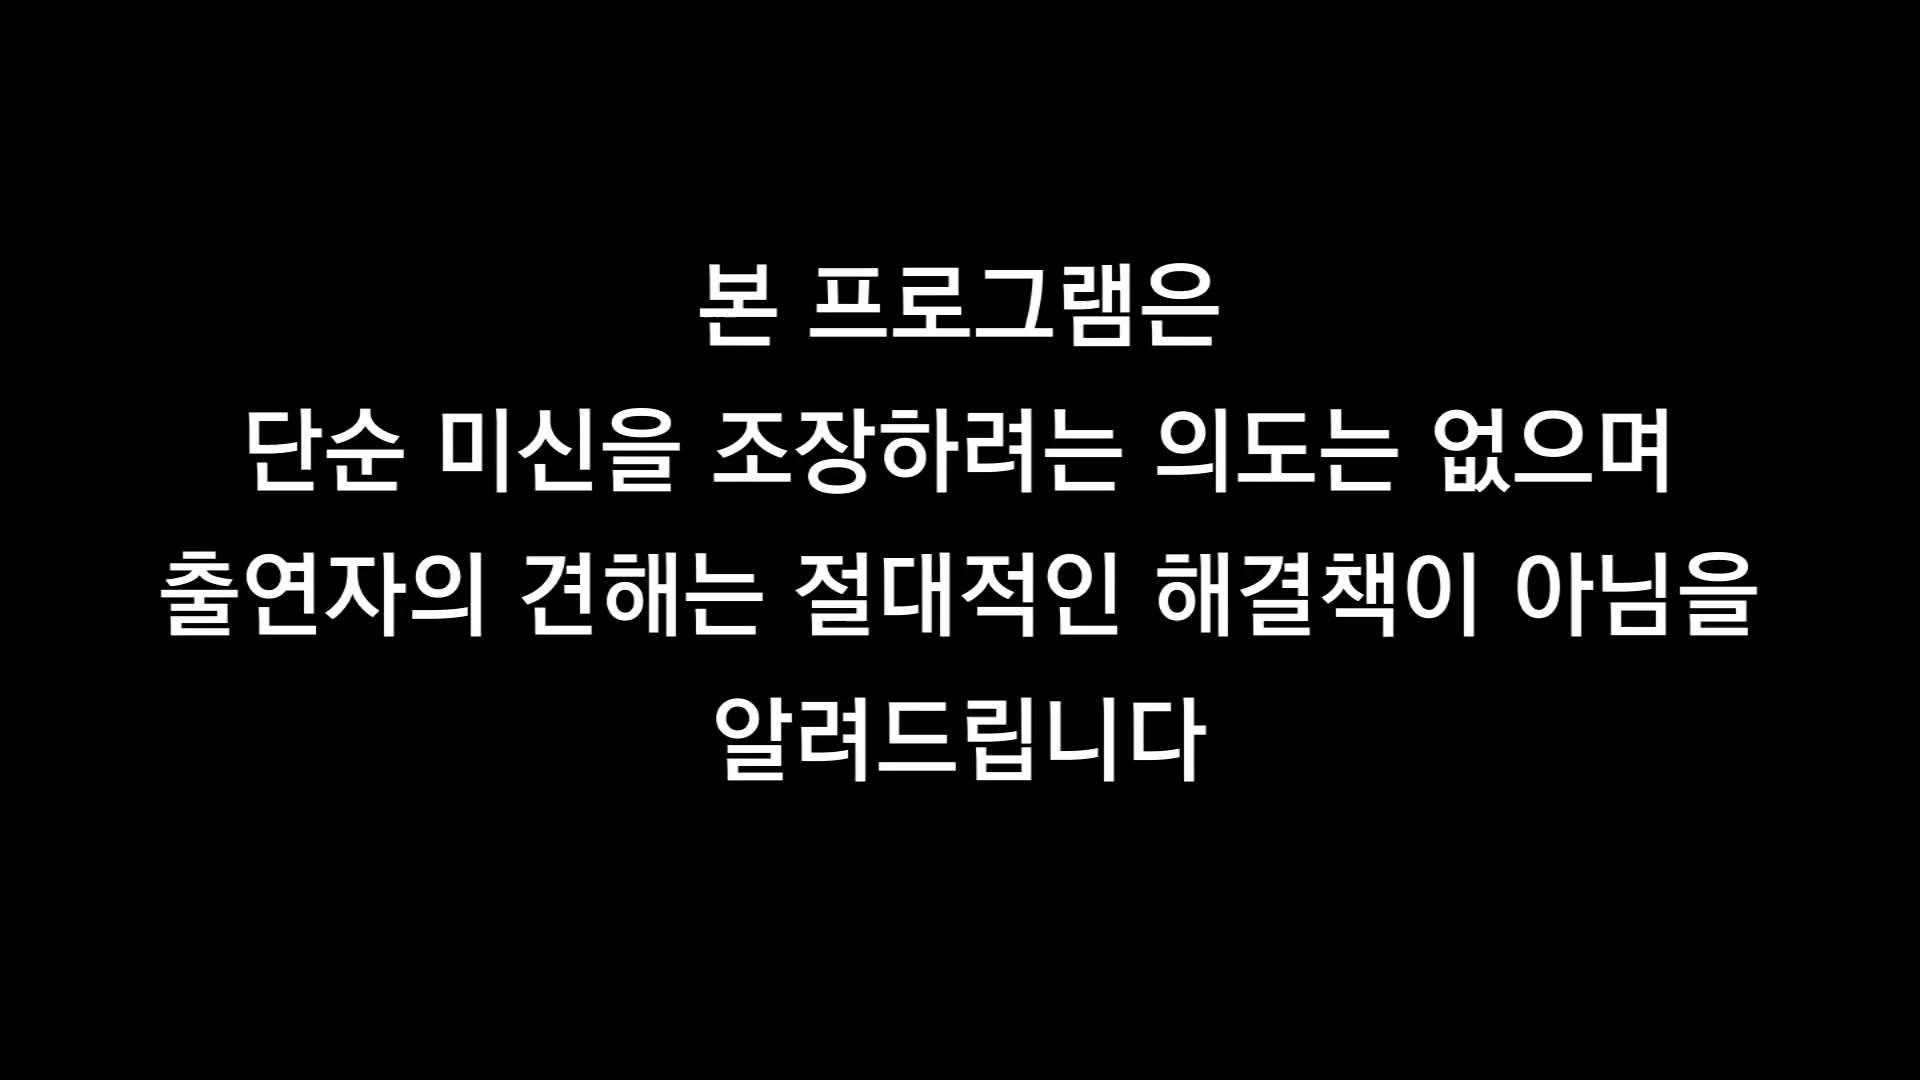 본 프로그램은
단순 미신을 조장하려는 의도는 없으며
출연자의 견해는 절대적인 해결책이 아님을
알려드립니다